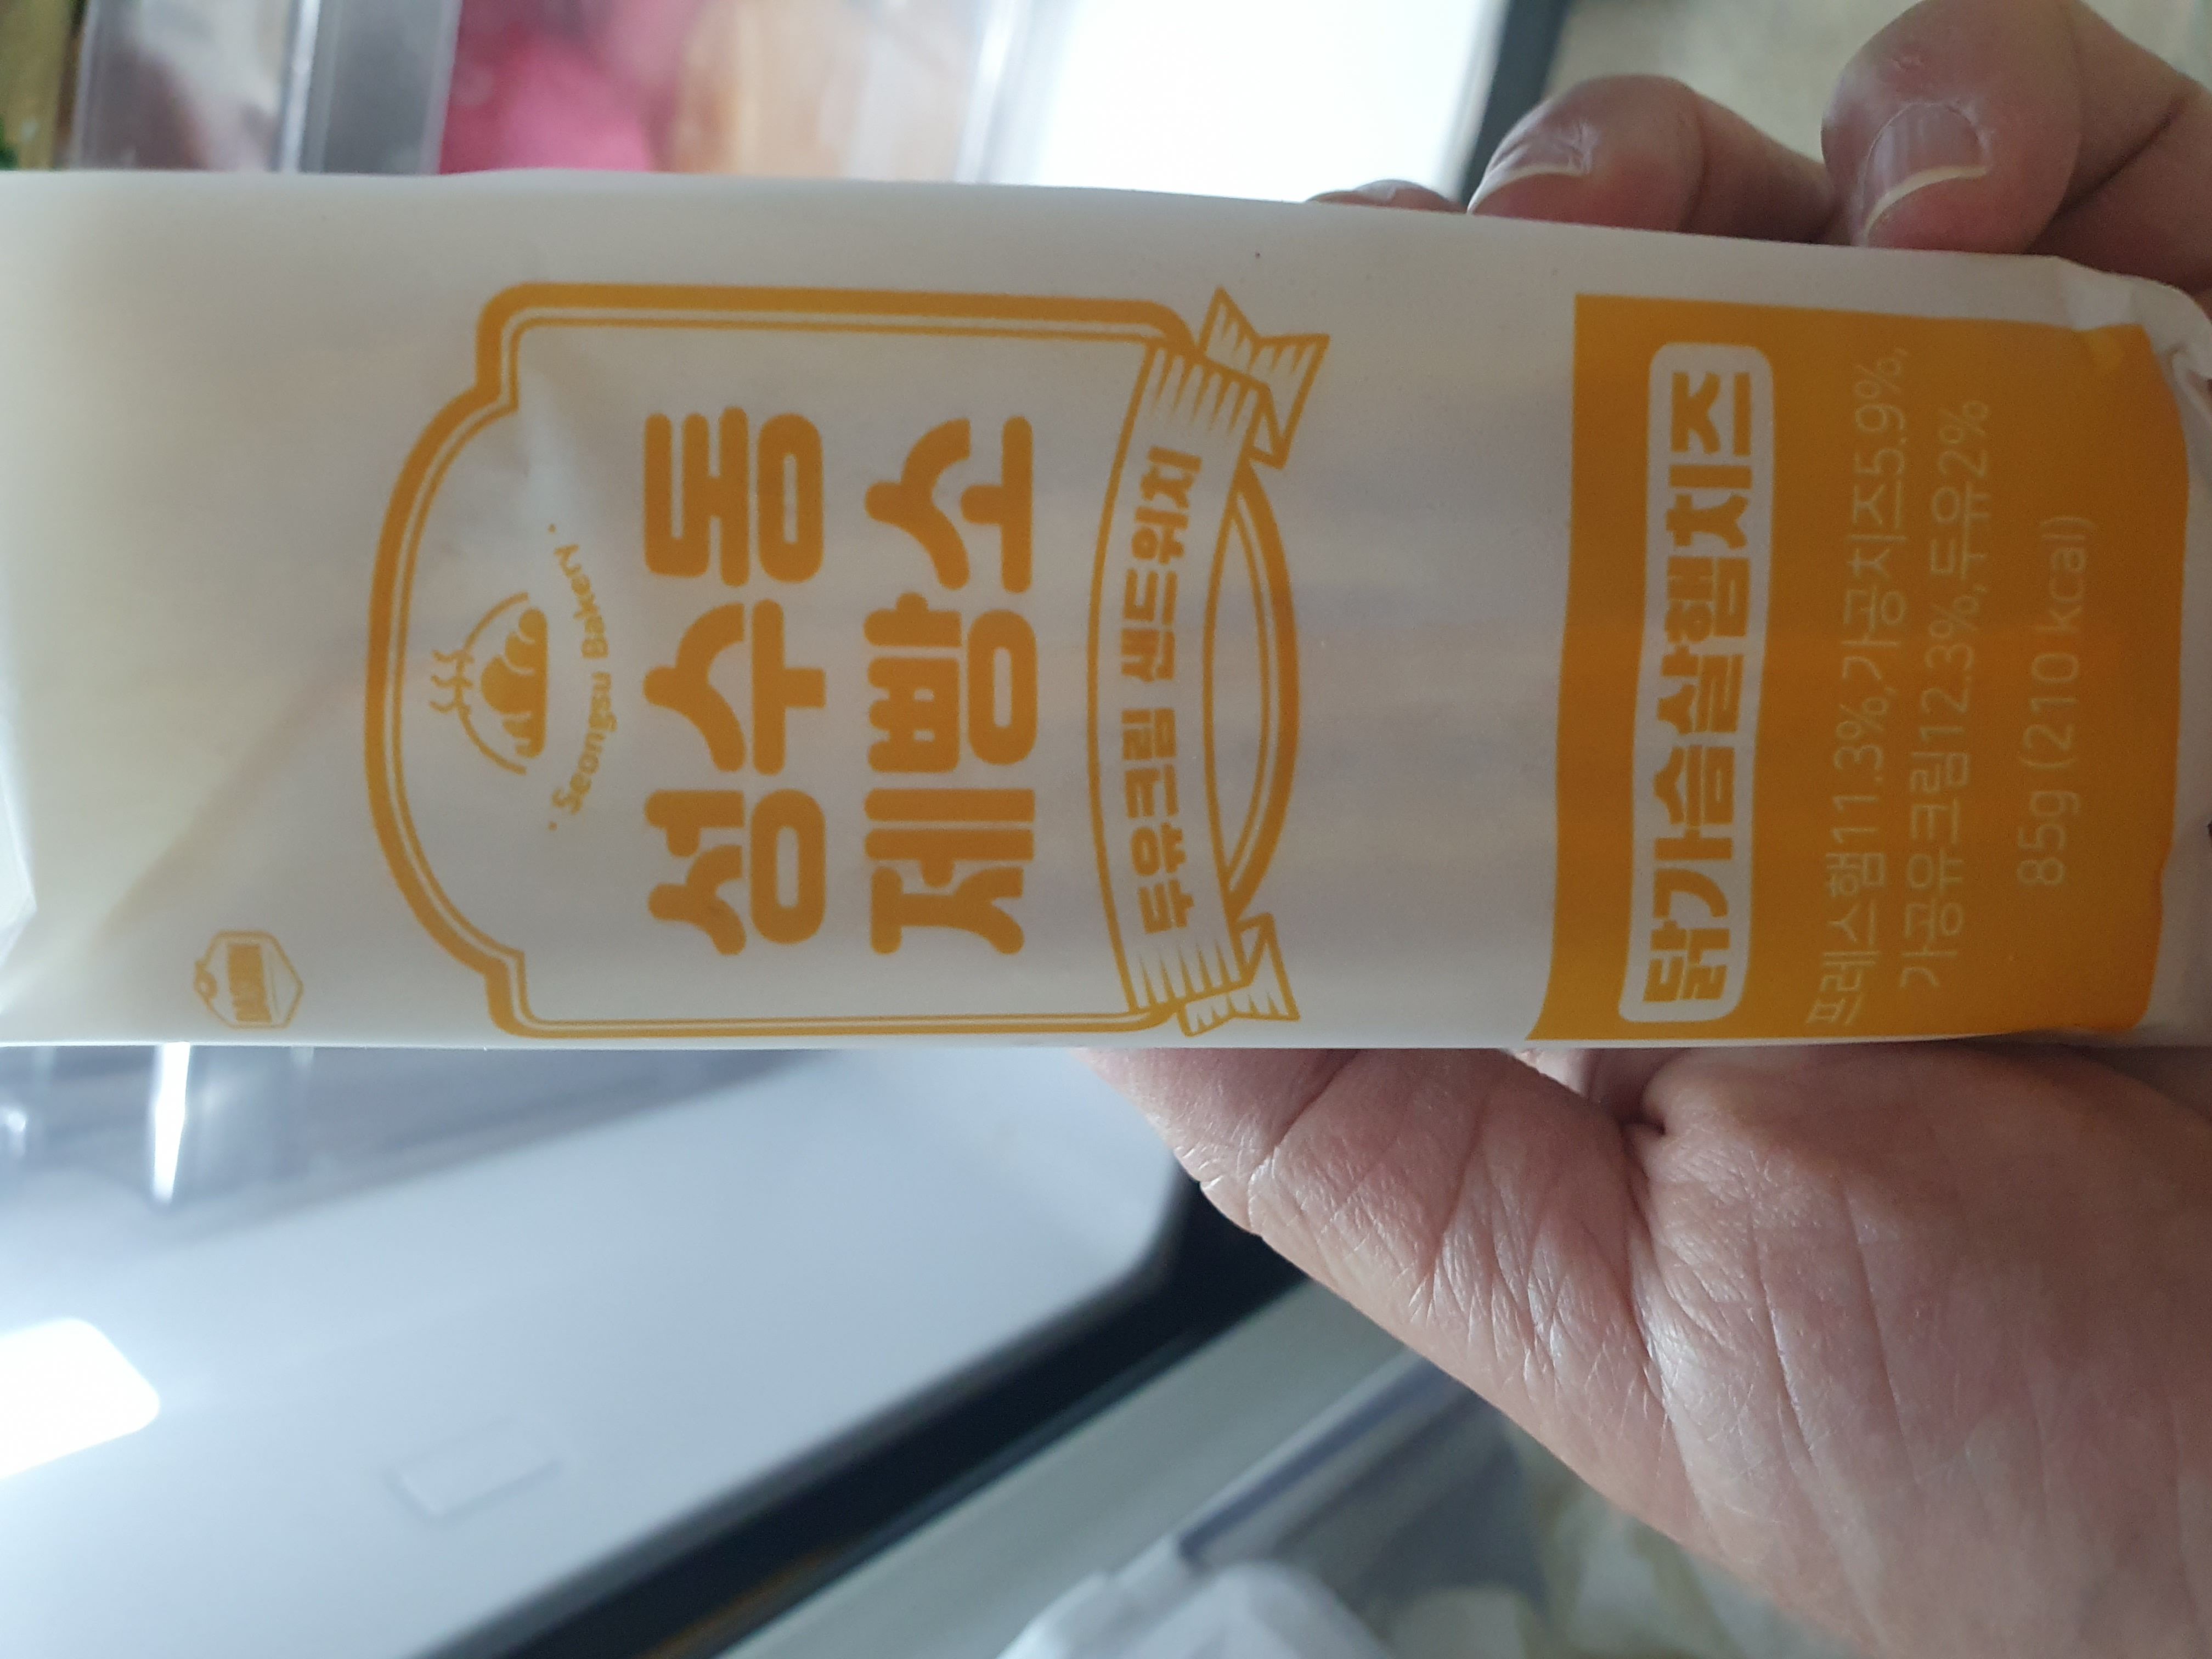 Seongsu Bakery
성수동
제빵소
두유크림 샌드위치
닭가슴살햄치즈
프레스햄11.3%,가공치즈5.9%,
가공유크림12.3%,두유2%
85g (210 kcal)